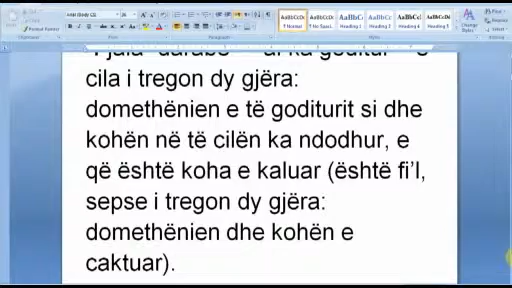 cila i tregon dy gjëra:
domethënien e të goditurit si dhe
kohën në të cilën ka ndodhur, e
që është koha e kaluar (është fi’l,
sepse i tregon dy gjëra:
domethënien dhe kohën e
caktuar).